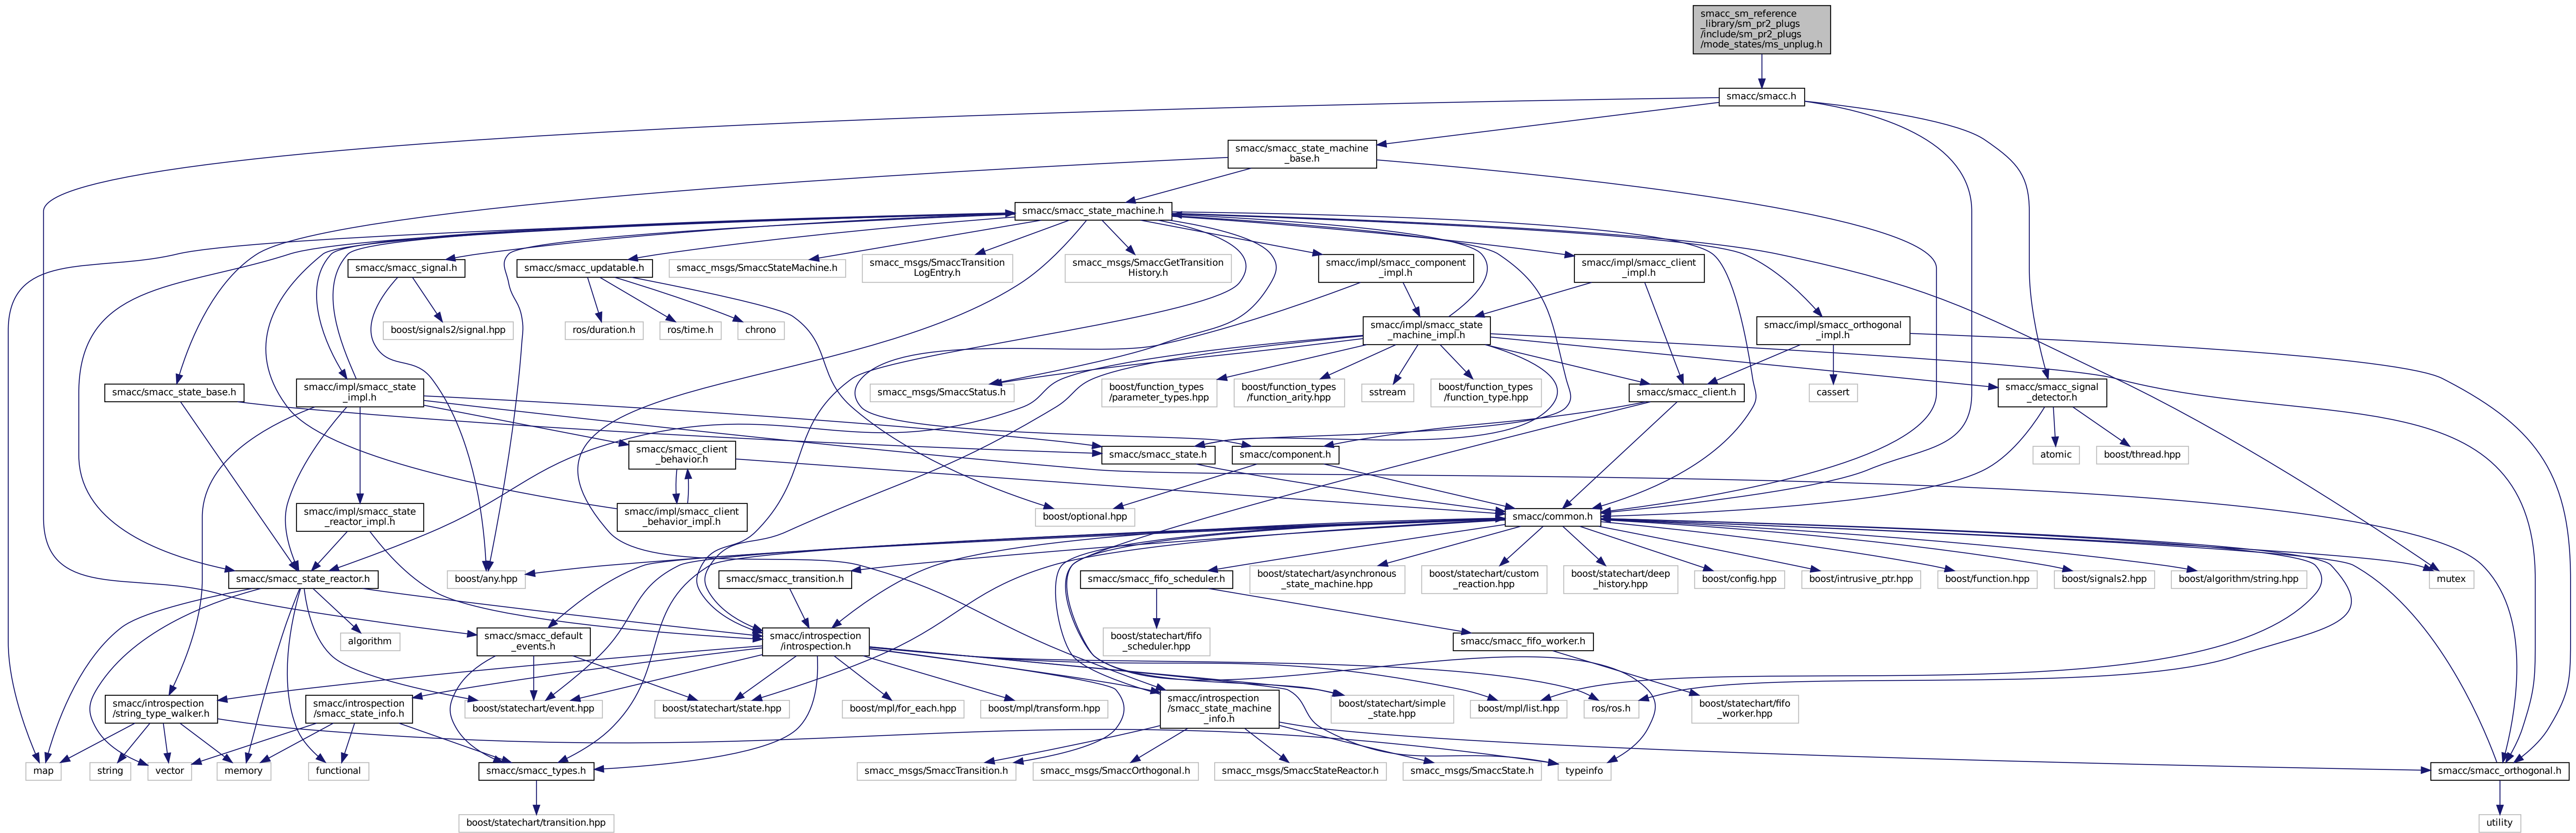 smacc_sm_reference
_library/sm_pr2_plugs
/include/sm_pr2_plugs
/mode_states/ms_unplug.h
smacc/smacc.h
smacc/smacc_state_machine
_base.h
smacc/smacc_state_machine.h
smacc/smacc_signal.h
smacc/smacc_updatable.h
smacc_msgs/SmaccStateMachine.h
smacc_msgs/SmaccTransition
LogEntry.h
smacc_msgs/SmaccGetTransition
History.h
smacc/impl/smacc_component
_impl.h
smacc/impl/smacc_client
_impl.h
boost/signals2/signal.hpp
ros/duration.h
ros/time.h
chrono
smacc/impl/smacc_state
_machine_impl.h
smacc/impl/smacc_orthogonal
_impl.h
smacc/smacc_state_base.h
smacc/impl/smacc_state
_impl.h
smacc_msgs/SmaccStatus.h
boost/function_types
/parameter_types.hpp
boost/function_types
/function_arity.hpp
sstream
boost/function_types
/function_type.hpp
smacc/smacc_client.h
cassert
smacc/smacc_signal
_detector.h
smacc/smacc_client
_behavior.h
smacc/smacc_state.h
smacc/component.h
atomic
boost/thread.hpp
smacc/impl/smacc_state
_reactor_impl.h
smacc/impl/smacc_client
_behavior_impl.h
boost/optional.hpp
smacc/common.h
smacc/smacc_state_reactor.h
boost/any.hpp
smacc/smacc_transition.h
smacc/smacc_fifo_scheduler.h
boost/statechart/asynchronous
_state_machine.hpp
boost/statechart/custom
_reaction.hpp
boost/statechart/deep
_history.hpp
boost/config.hpp
boost/intrusive_ptr.hpp
boost/function.hpp
boost/signals2.hpp
boost/algorithm/string.hpp
mutex
algorithm
smacc/smacc_default
_events.h
smacc/introspection
/introspection.h
boost/statechart/fifo
_scheduler.hpp
smacc/smacc_fifo_worker.h
smacc/introspection
/string_type_walker.h
smacc/introspection
/smacc_state_info.h
boost/statechart/event.hpp
boost/statechart/state.hpp
boost/mpl/for_each.hpp
boost/mpl/transform.hpp
smacc/introspection
/smacc_state_machine
_info.h
boost/statechart/simple
_state.hpp
boost/mpl/list.hpp
ros/ros.h
boost/statechart/fifo
_worker.hpp
map
string
vector
memory
functional
smacc/smacc_types.h
smacc_msgs/SmaccTransition.h
smacc_msgs/SmaccOrthogonal.h
smacc_msgs/SmaccStateReactor.h
smacc_msgs/SmaccState.h
typeinfo
smacc/smacc_orthogonal.h
boost/statechart/transition.hpp
utility